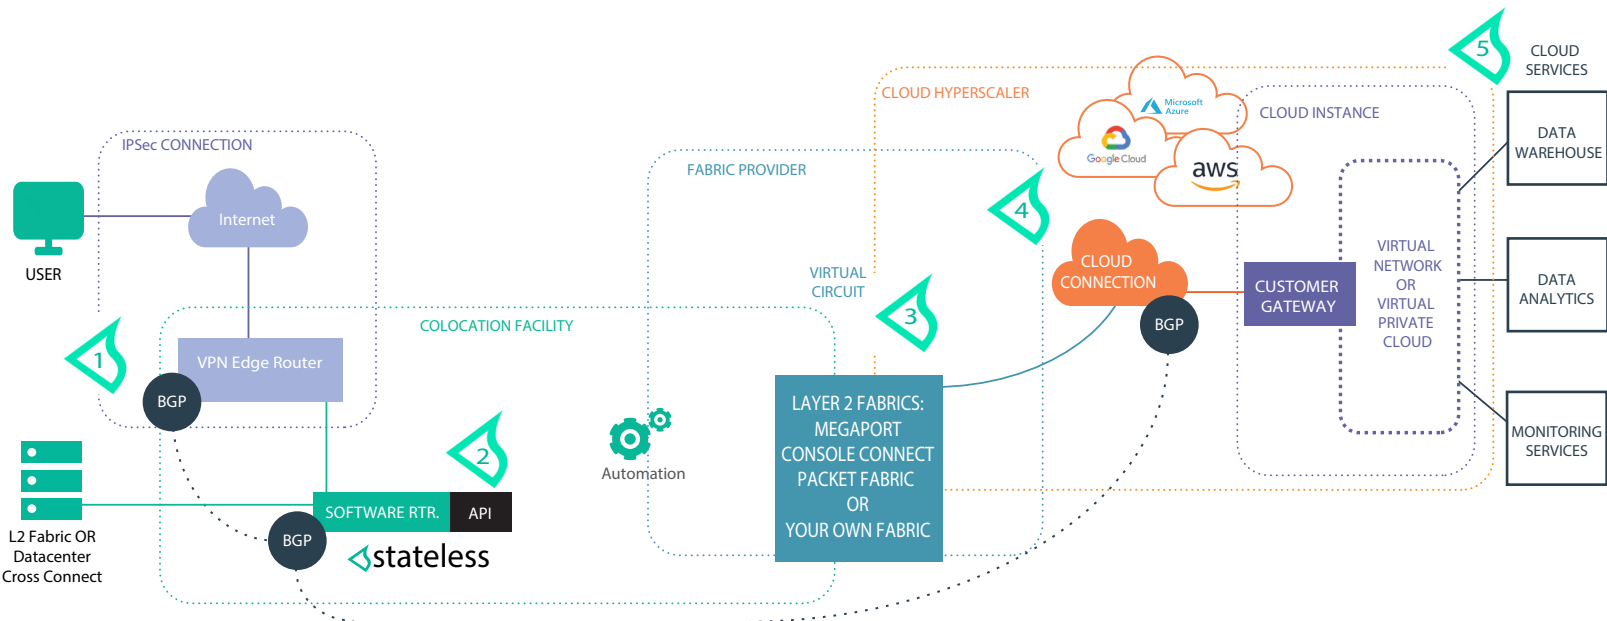 5
CLOUD
SERVICES
CLOUD HYPERSCALER
Microsoft
Azure
CLOUD INSTANCE
DATA
WAREHOUSE
IPSec CONNECTION
Google Cloud
aws
FABRIC PROVIDER
USER
Internet
4
VIRTUAL
CIRCUIT
CLOUD
CONNECTION
CUSTOMER
GATEWAY
VIRTUAL
NETWORK
OR
VIRTUAL
PRIVATE
CLOUD
DATA
ANALYTICS
COLOCATION FACILITY
3
BGP
1
VPN Edge Router
BGP
LAYER 2 FABRICS:
MEGAPORT
CONSOLE CONNECT
PACKET FABRIC
OR
YOUR OWN FABRIC
MONITORING
SERVICES
2
Automation
SOFTWARE RTR.
API
BGP
stateless
L2 Fabric OR
Datacenter
Cross Connect